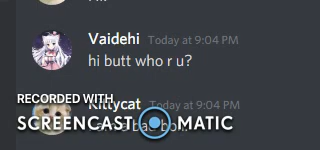 Vaidehi Today at 9:04 PM
hi butt who r u?
RECORDED WITH
Kittycat Today at 9:04 PM
SCREENCAST MATIC